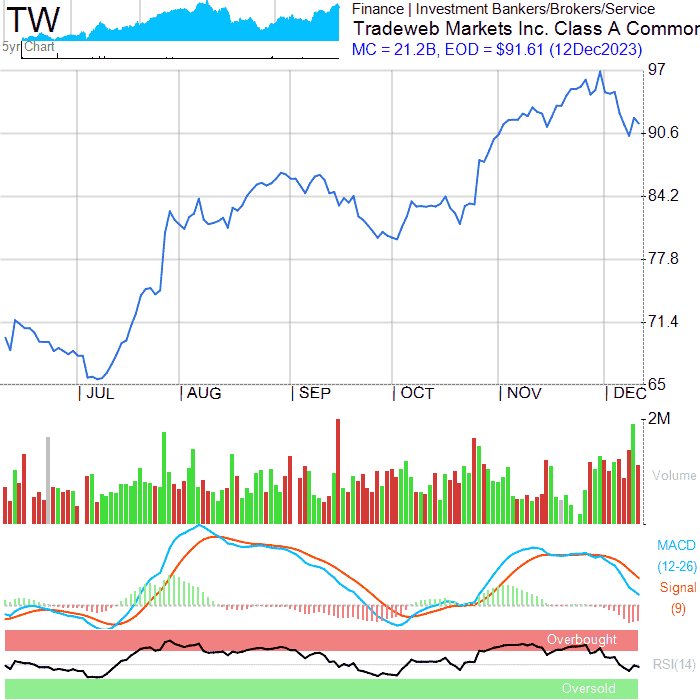 TW
5yr Chart
Finance | Investment Bankers/Brokers/Service
Tradeweb Markets Inc. Class A Common
MC = 21.2B, EOD = $91.61 (12Dec2023)
97
90.6
84.2
77.8
71.4
65
| JUL | AUG | SEP | OCT | NOV | DEC
2M
Volume
MACD
(12-26)
Signal
(9)
Overbought
RSI(14)
Oversold